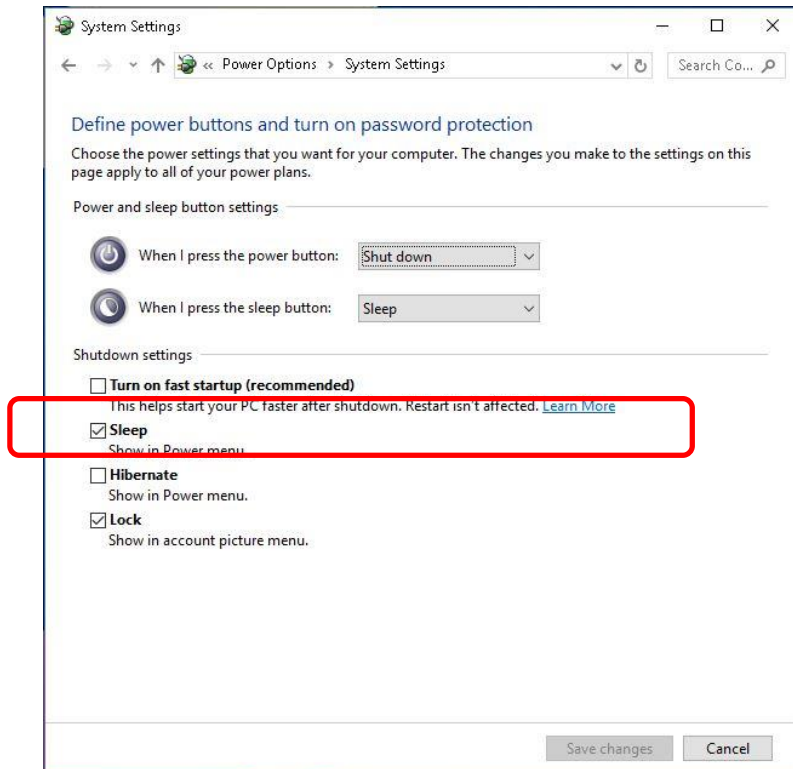 System Settings
« Power Options › System Settings
Search Co...
Define power buttons and turn on password protection
Choose the power settings that you want for your computer. The changes you make to the settings on this
page apply to all of your power plans.
Power and sleep button settings
When I press the power button: Shut down
When I press the sleep button: Sleep
Shutdown settings
Turn on fast startup (recommended)
This helps start your PC faster after shutdown. Restart isn't affected. Learn More
Sleep
Show in Power menu.
Hibernate
Show in Power menu.
Lock
Show in account picture menu.
Save changes Cancel